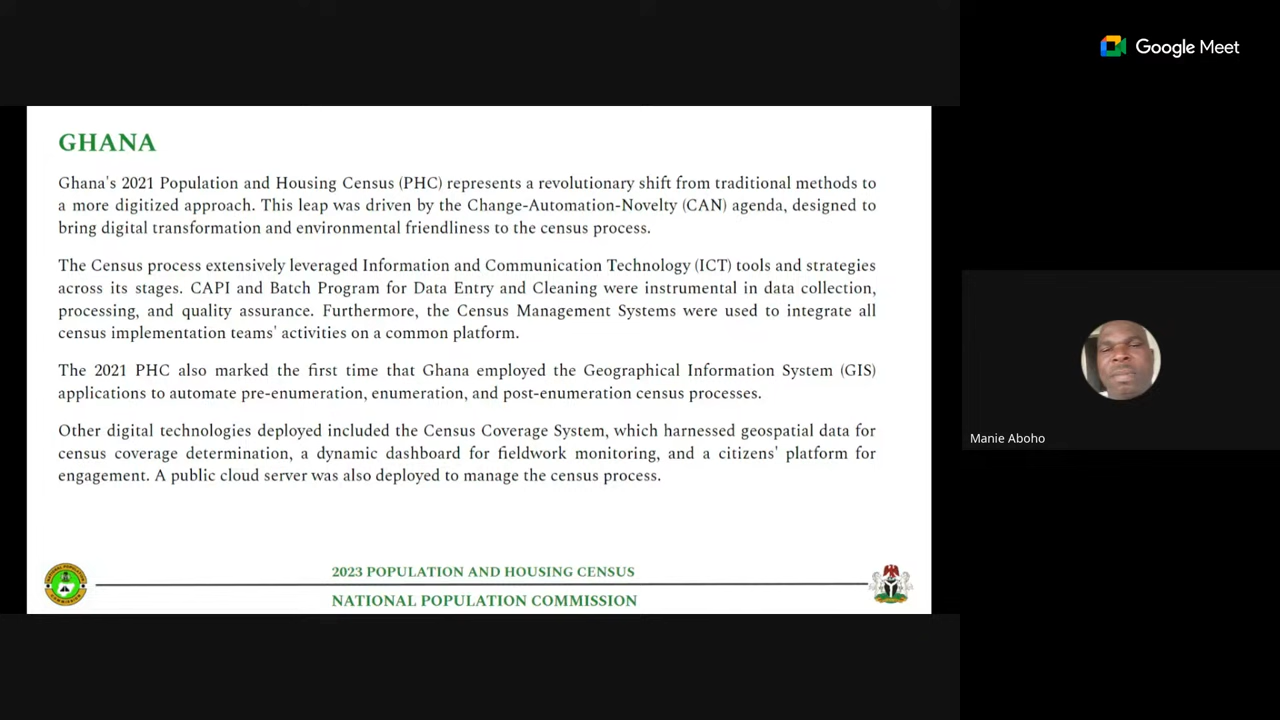 Google Meet
GHANA
Ghana's 2021 Population and Housing Census (PHC) represents a revolutionary shift from traditional methods to
a more digitized approach. This leap was driven by the Change-Automation-Novelty (CAN) agenda, designed to
bring digital transformation and environmental friendliness to the census process.
The Census process extensively leveraged Information and Communication Technology (ICT) tools and strategies
across its stages. CAPI and Batch Program for Data Entry and Cleaning were instrumental in data collection,
processing, and quality assurance. Furthermore, the Census Management Systems were used to integrate all
census implementation teams' activities on a common platform.
The 2021 PHC also marked the first time that Ghana employed the Geographical Information System (GIS)
applications to automate pre-enumeration, enumeration, and post-enumeration census processes.
Other digital technologies deployed included the Census Coverage System, which harnessed geospatial data for
census coverage determination, a dynamic dashboard for fieldwork monitoring, and a citizens' platform for
engagement. A public cloud server was also deployed to manage the census process.
2023 POPULATION AND HOUSING CENSUS
NATIONAL POPULATION COMMISSION
Manie Aboho